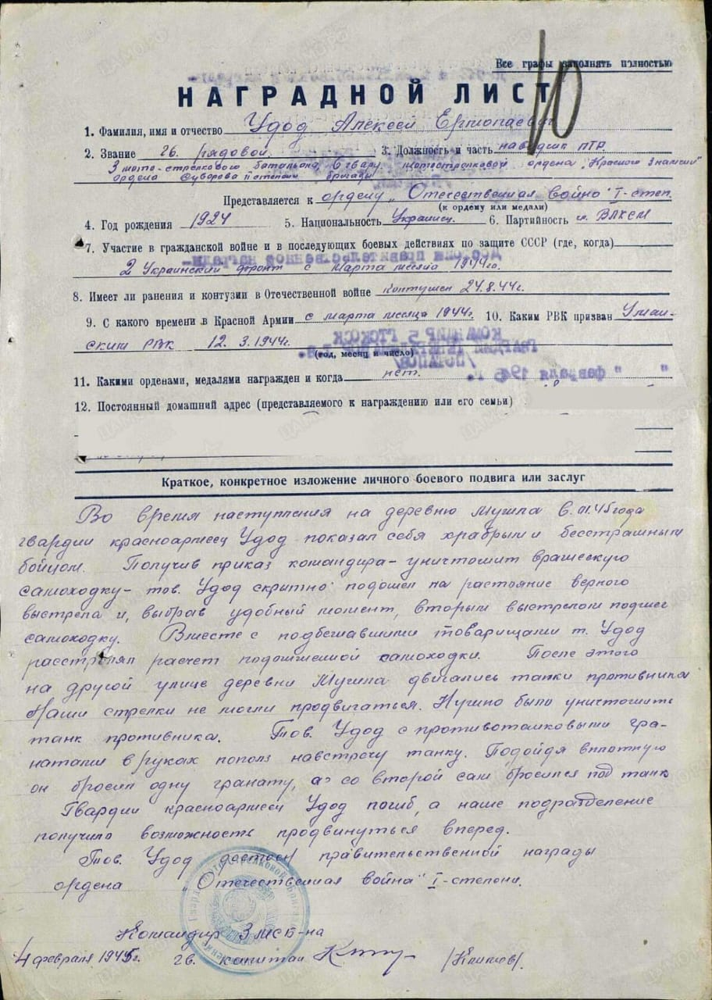 Все графы заполнять полностью
10
НАГРАДНОЙ ЛИСТ
1. Фамилия, имя и отчество Удод Алексей Ермолаевич
2. Звание гв. рядовой 3. Должность и часть наводчик ПТР
3 мото-стрелкового батальона, 6 гвард. мотострелковой ордена "Красного Знамени"
ордена Суворова II степени бригады
Представляется к ордену "Отечественная война" I-степ.
(к ордену или медали)
4. Год рождения 1924 5. Национальность Украинец. 6. Партийность чл. ВЛКСМ
7. Участие в гражданской войне и в последующих боевых действиях по защите СССР (где, когда)
2 Украинский фронт с марта месяца 1944го.
8. Имеет ли ранения и контузии в Отечественной войне контужен 24.8.44г.
9. С какого времени в Красной Армии с марта месяца 1944г. 10. Каким РВК призван Уман-
ским РВК 12.3.1944г.
(год, месяц и число)
11. Какими орденами, медалями награжден и когда нет.
12. Постоянный домашний адрес (представляемого к награждению или его семьи)
Краткое, конкретное изложение личного боевого подвига или заслуг
Во время наступления на деревню Мушла 6.01.45 года
гвардии красноармеец Удод показал себя храбрым и бесстрашным
бойцом. Получив приказ командира - уничтожит вражескую
самоходку - тов. Удод скрытно подошел на растояние верного
выстрела и, выбрав удобный момент, вторым выстрелом поджег
самоходку. Вместе с подбежавшими товарищами т. Удод
расстрелял расчет подожженной самоходки. После этого
на другой улице деревни Мушла двигались танки противника
Наши стрелки не могли продвигаться. Нужно было уничтожить
танк противника. Тов. Удод с противотанковыми гра-
натами в руках пополз навстречу танку. Подойдя вплотную
он бросил одну гранату, а со второй сам бросился под танк
Гвардии красноармеец Удод погиб, а наше подразделение
получило возможность продвинуться вперед.
Тов. Удод достоен правительственной награды
ордена "Отечественная война" I-степени.
Командир 3 МСБ-на
4 февраля 1945г. гв. капитан (Климов).